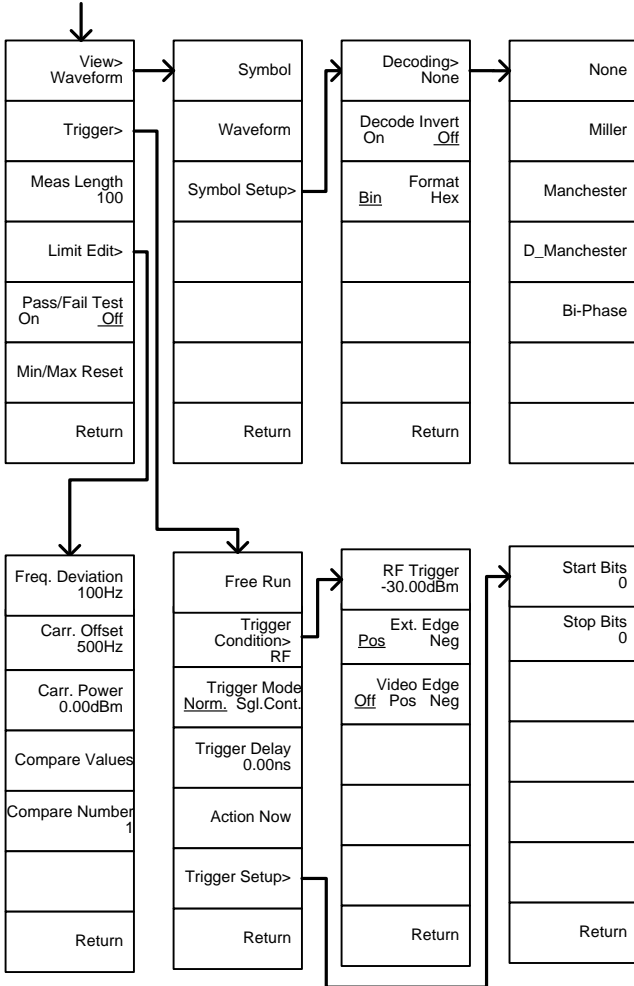 View>
Waveform
Trigger>
Meas Length
100
Limit Edit>
Pass/Fail Test
On Off
Min/Max Reset
Return
Symbol
Waveform
Symbol Setup>
Return
Decoding>
None
Decode Invert
On Off
Format
Bin Hex
Return
None
Miller
Manchester
D_Manchester
Bi-Phase
Freq. Deviation
100Hz
Carr. Offset
500Hz
Carr. Power
0.00dBm
Compare Values
Compare Number
1
Return
Free Run
Trigger
Condition>
RF
Trigger Mode
Norm. Sgl.Cont.
Trigger Delay
0.00ns
Action Now
Trigger Setup>
Return
RF Trigger
-30.00dBm
Ext. Edge
Pos Neg
Video Edge
Off Pos Neg
Return
Start Bits
0
Stop Bits
0
Return